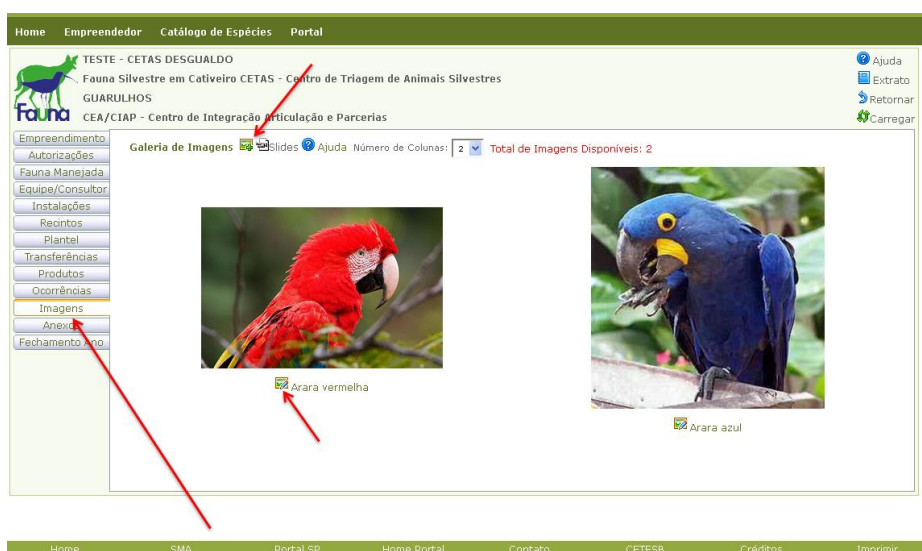 Home Empreendedor Catálogo de Espécies Portal
TESTE - CETAS DESGUALDO
Fauna Silvestre em Cativeiro CETAS - Centro de Triagem de Animais Silvestres
GUARULHOS
CEA/CIAP - Centro de Integração Articulação e Parcerias
Fauna
Ajuda
Extrato
Retornar
Carregar
Empreendimento
Autorizações
Fauna Manejada
Equipe/Consultor
Instalações
Recintos
Plantel
Transferências
Produtos
Ocorrências
Imagens
Anexos
Fechamento Ano
Galeria de Imagens Slides Ajuda Número de Colunas: 2 Total de Imagens Disponíveis: 2
Arara vermelha
Arara azul
Home SMA Portal SP Home Portal Contato CETESB Créditos Imprimir